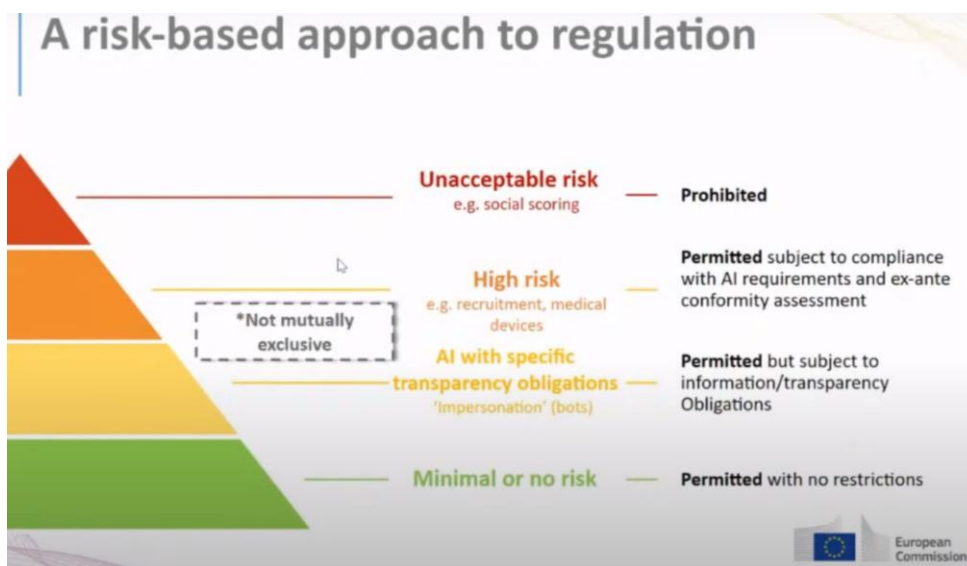 A risk-based approach to regulation
Unacceptable risk
e.g. social scoring
Prohibited
High risk
e.g. recruitment, medical
devices
Permitted subject to compliance
with AI requirements and ex-ante
conformity assessment
*Not mutually
exclusive
AI with specific
transparency obligations
'Impersonation' (bots)
Permitted but subject to
information/transparency
Obligations
Minimal or no risk
Permitted with no restrictions
European
Commission